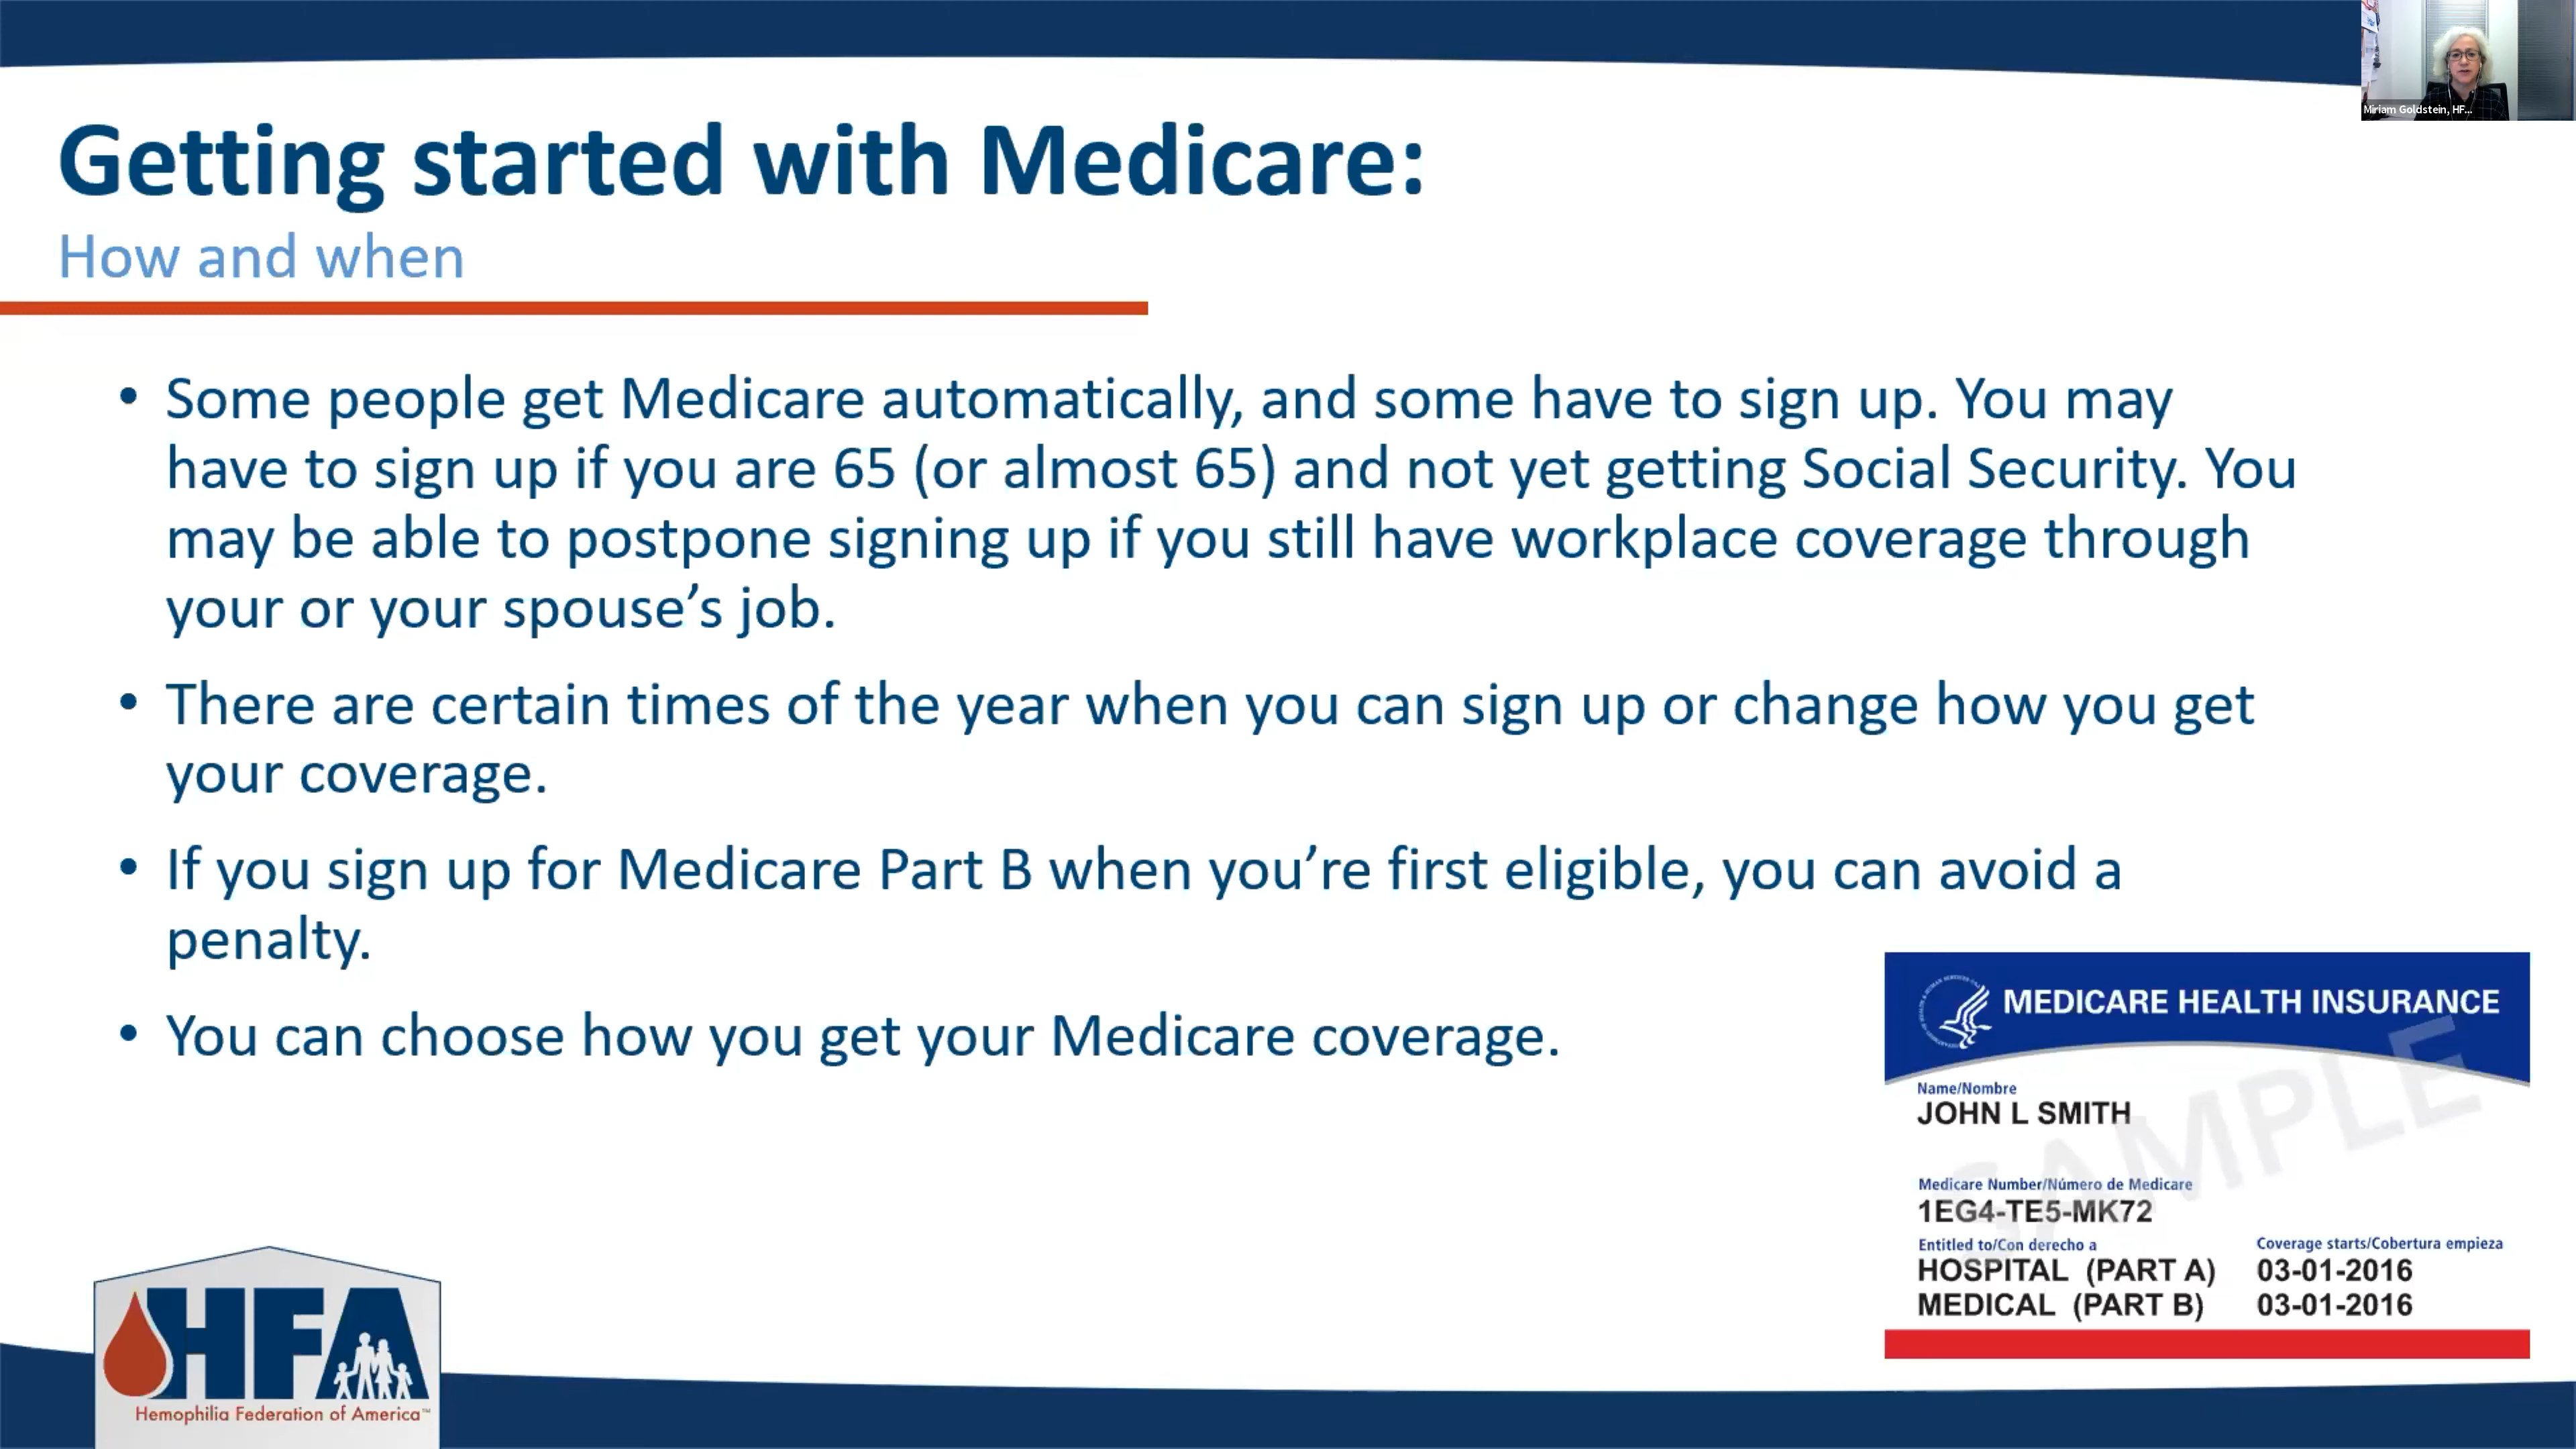 Miriam Goldstein, HF...
Getting started with Medicare:
How and when
• Some people get Medicare automatically, and some have to sign up. You may
have to sign up if you are 65 (or almost 65) and not yet getting Social Security. You
may be able to postpone signing up if you still have workplace coverage through
your or your spouse’s job.
• There are certain times of the year when you can sign up or change how you get
your coverage.
• If you sign up for Medicare Part B when you’re first eligible, you can avoid a
penalty.
• You can choose how you get your Medicare coverage.
MEDICARE HEALTH INSURANCE
Name/Nombre
JOHN L SMITH
SAMPLE
Medicare Number/Número de Medicare
1EG4-TE5-MK72
Entitled to/Con derecho a Coverage starts/Cobertura empieza
HOSPITAL (PART A) 03-01-2016
MEDICAL (PART B) 03-01-2016
HFA
Hemophilia Federation of America™